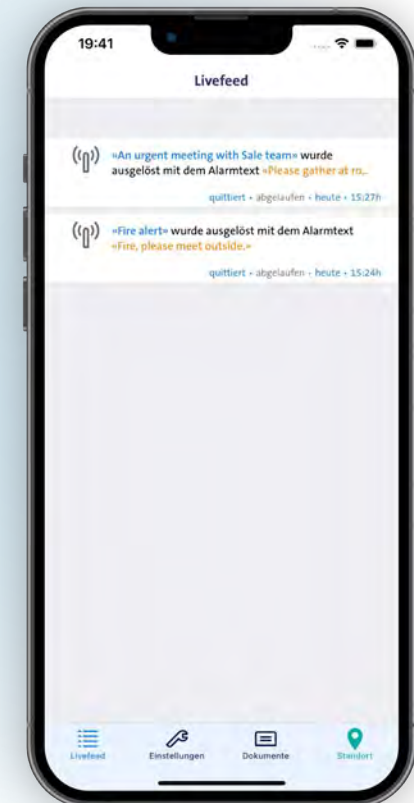 19:41
Livefeed
»An urgent meeting with Sale team« wurde
ausgelöst mit dem Alarmtext »Please gather at ro...
quittiert • abgelaufen • heute • 15:27h
»Fire alert« wurde ausgelöst mit dem Alarmtext
»Fire, please meet outside.«
quittiert • abgelaufen • heute • 15:24h
Livefeed Einstellungen Dokumente Standort